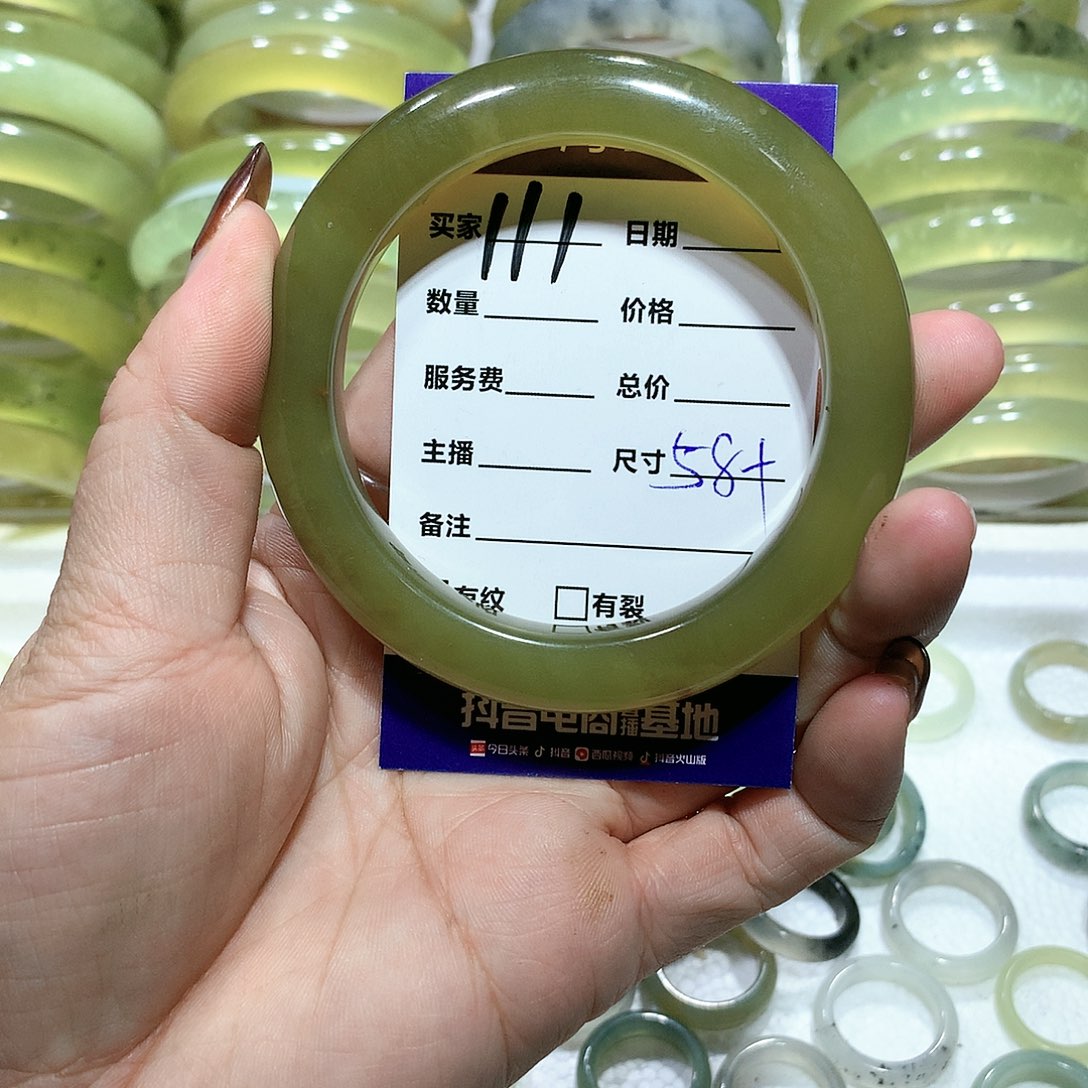 买家 111 日期
数量 价格
服务费 总价
主播 尺寸 58+
备注
有纹 □有裂
抖音电商直播基地
今日头条 抖音 西瓜视频 抖音火山版